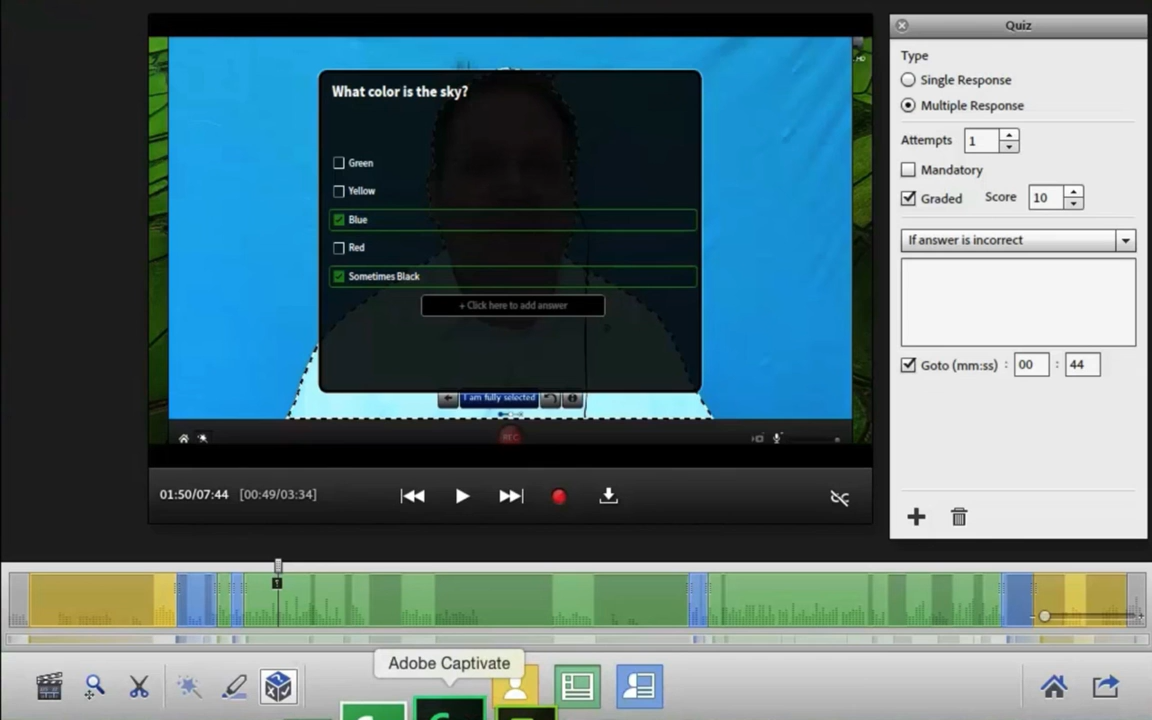 Quiz
HD
Type
Single Response
Multiple Response
Attempts 1
Mandatory
Graded Score 10
If answer is incorrect
Goto (mm:ss) : 00 : 44
What color is the sky?
Green
Yellow
Blue
Red
Sometimes Black
+ Click here to add answer
I am fully selected
REC
01:50/07:44 [00:49/03:34]
Adobe Captivate